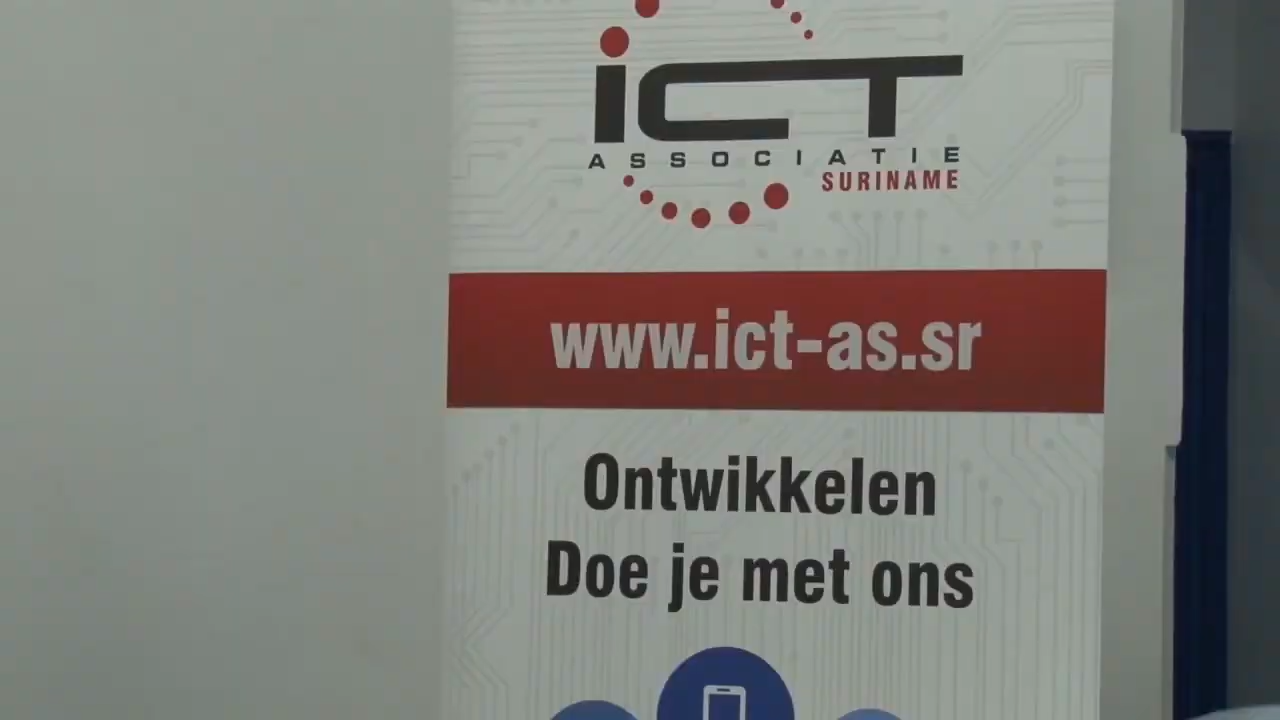 ICT
ASSOCIATIE
SURINAME
www.ict-as.sr
Ontwikkelen
Doe je met ons